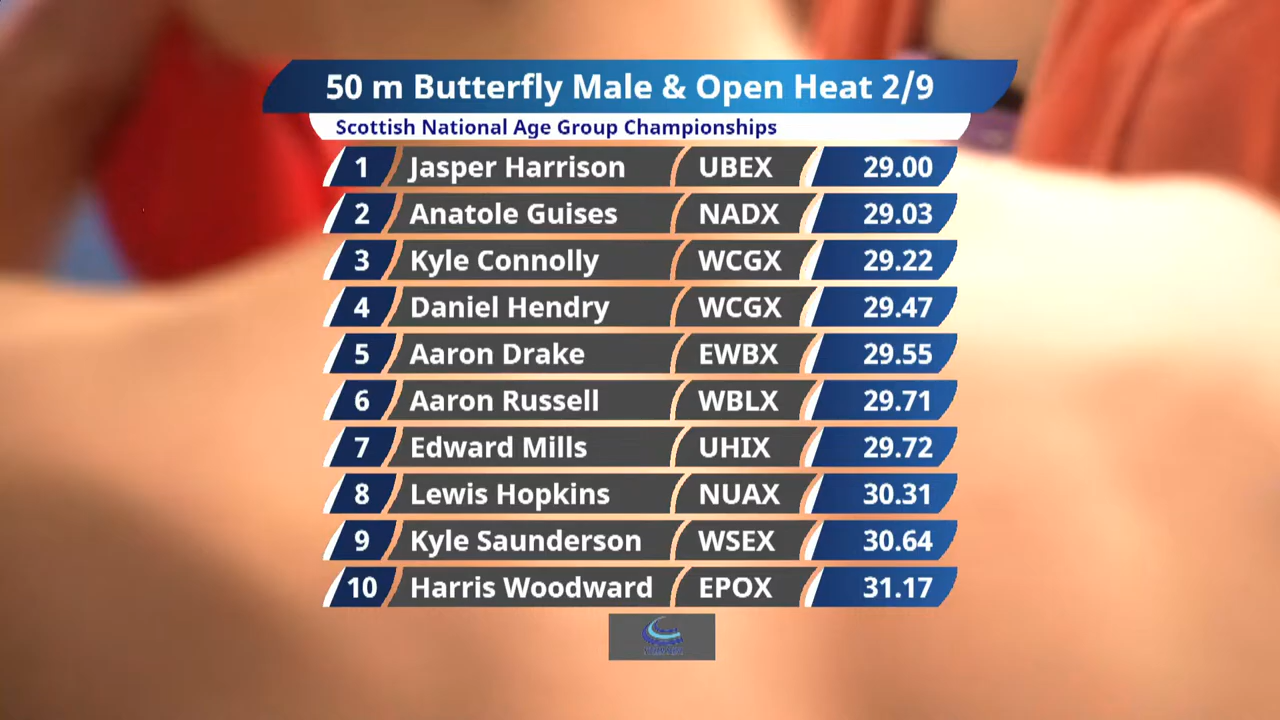 50 m Butterfly Male & Open Heat 2/9
Scottish National Age Group Championships
1 Jasper Harrison UBEX 29.00
2 Anatole Guises NADX 29.03
3 Kyle Connolly WCGX 29.22
4 Daniel Hendry WCGX 29.47
5 Aaron Drake EWBX 29.55
6 Aaron Russell WBLX 29.71
7 Edward Mills UHIX 29.72
8 Lewis Hopkins NUAX 30.31
9 Kyle Saunderson WSEX 30.64
10 Harris Woodward EPOX 31.17